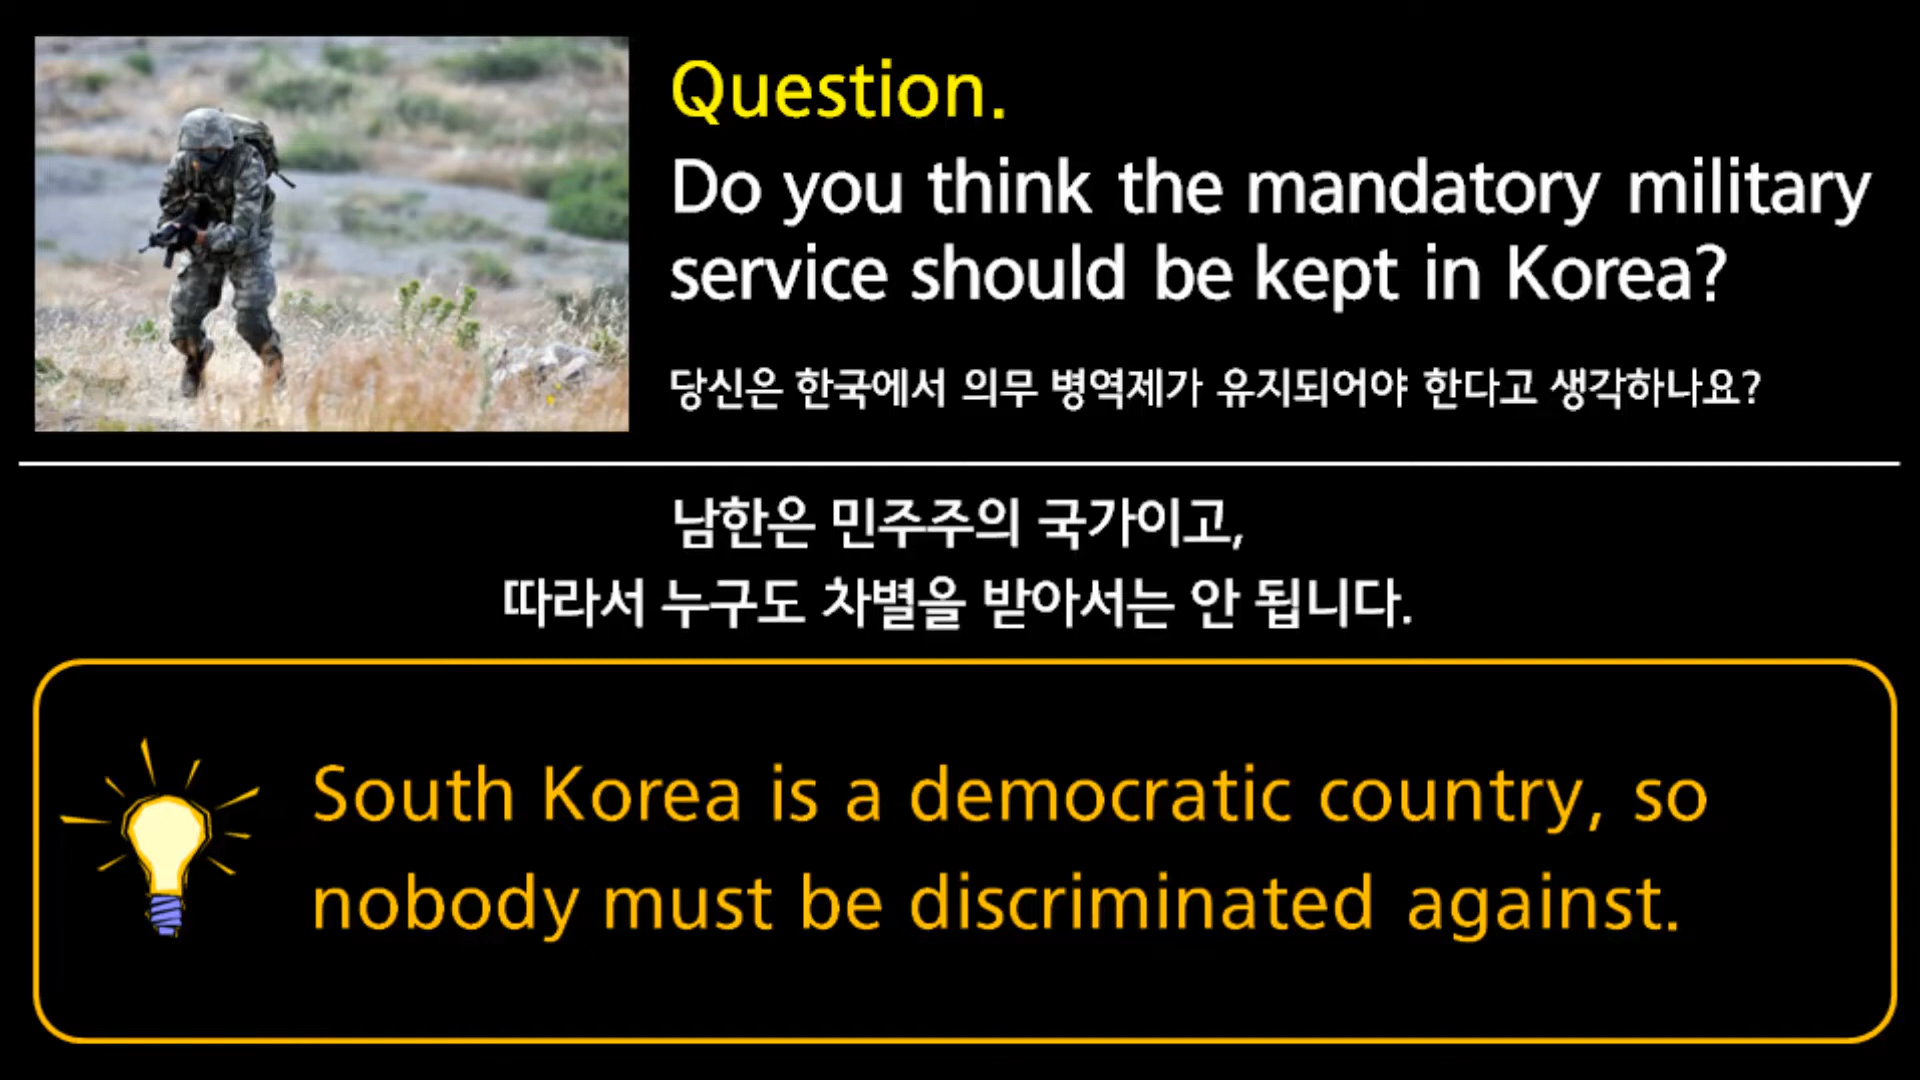 Question.
Do you think the mandatory military
service should be kept in Korea?
당신은 한국에서 의무 병역제가 유지되어야 한다고 생각하나요?
남한은 민주주의 국가이고,
따라서 누구도 차별을 받아서는 안 됩니다.
South Korea is a democratic country, so
nobody must be discriminated against.